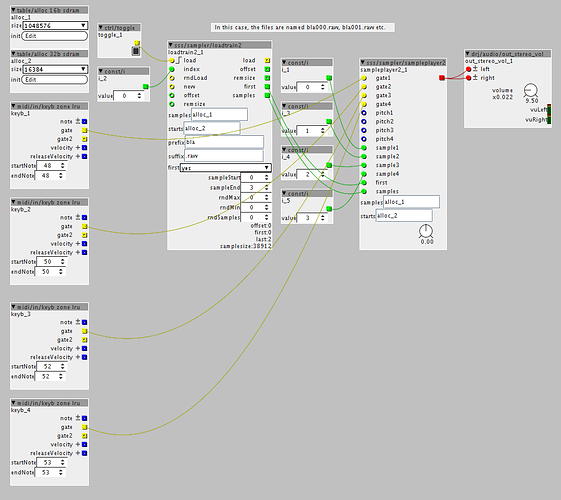 table/alloc 16b sdram
alloc_1
size 1048576
init Edit
table/alloc 32b sdram
alloc_2
size 16384
init Edit
ctrl/toggle
toggle_1
const/i
i_2
value 0
sss/sampler/loadtrain2
loadtrain2_1
load load
index offset
rndLoad remsize
new first
offset samples
remsize
samples alloc_1
starts alloc_2
prefix bla
suffix .raw
first yes
sampleStart 0
sampleEnd 3
rndMax 0
rndMin 0
rndSamples 0
offset:0
first:0
last:2
samplesize:38912
In this case, the files are named bla000.raw, bla001.raw etc.
const/i
i_1
value 0
const/i
i_3
value 1
const/i
i_4
value 2
const/i
i_5
value 3
sss/sampler/sampleplayer2
sampleplayer2_1
gate1
gate2
gate3
gate4
pitch1
pitch2
pitch3
pitch4
sample1
sample2
sample3
sample4
first
samples
samples alloc_1
starts alloc_2
0.00
drj/audio/out_stereo_vol
out_stereo_vol_1
left
right
volume
x0.022
9.50
vuLeft
vuRight
midi/in/keyb zone lru
keyb_1
note
gate
gate2
velocity
releaseVelocity
startNote 48
endNote 48
midi/in/keyb zone lru
keyb_2
note
gate
gate2
velocity
releaseVelocity
startNote 50
endNote 50
midi/in/keyb zone lru
keyb_3
note
gate
gate2
velocity
releaseVelocity
startNote 52
endNote 52
midi/in/keyb zone lru
keyb_4
note
gate
gate2
velocity
releaseVelocity
startNote 53
endNote 53